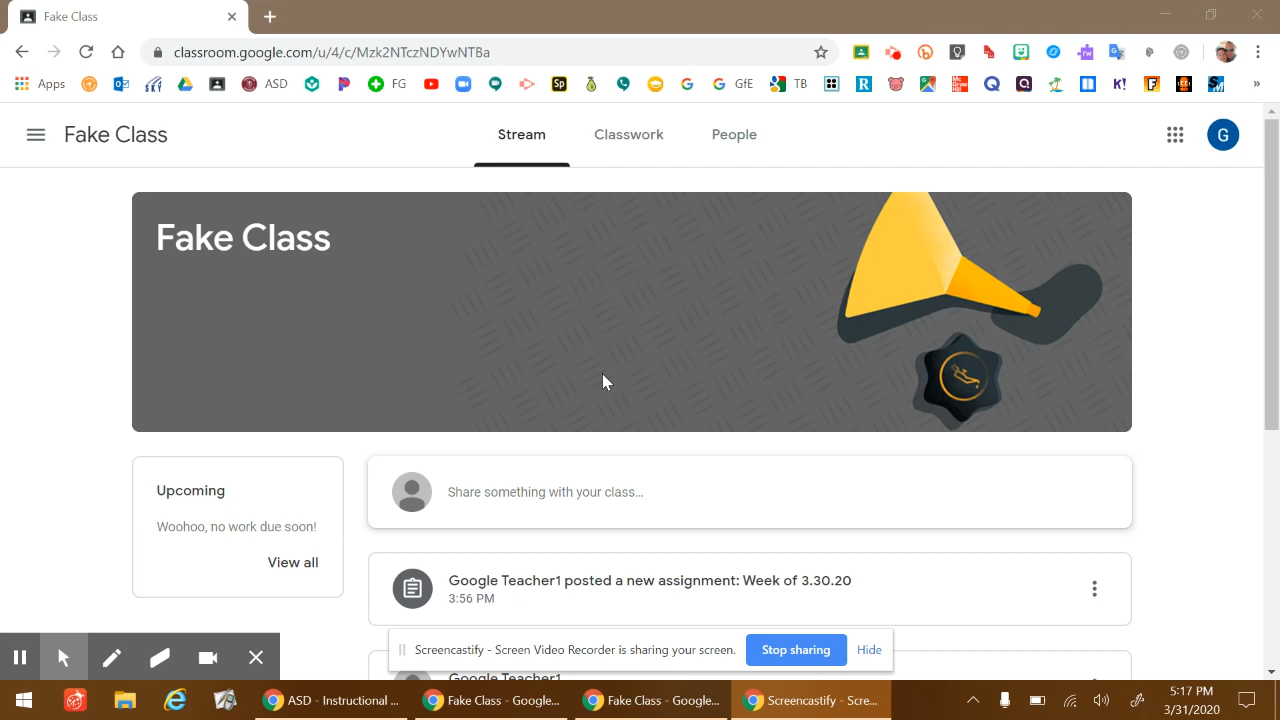 Fake Class
classroom.google.com/u/4/c/Mzk2NTczNDYwNTBa
Apps ASD FG Sp GfE TB R K! »
Fake Class Stream Classwork People G
Fake Class
Upcoming
Woohoo, no work due soon!
View all
Share something with your class...
Google Teacher1 posted a new assignment: Week of 3.30.20
3:56 PM
Google Teacher1
Screencastify - Screen Video Recorder is sharing your screen. Stop sharing Hide
ASD - Instructional ... Fake Class - Google... Fake Class - Google... Screencastify - Scre...
5:17 PM
3/31/2020